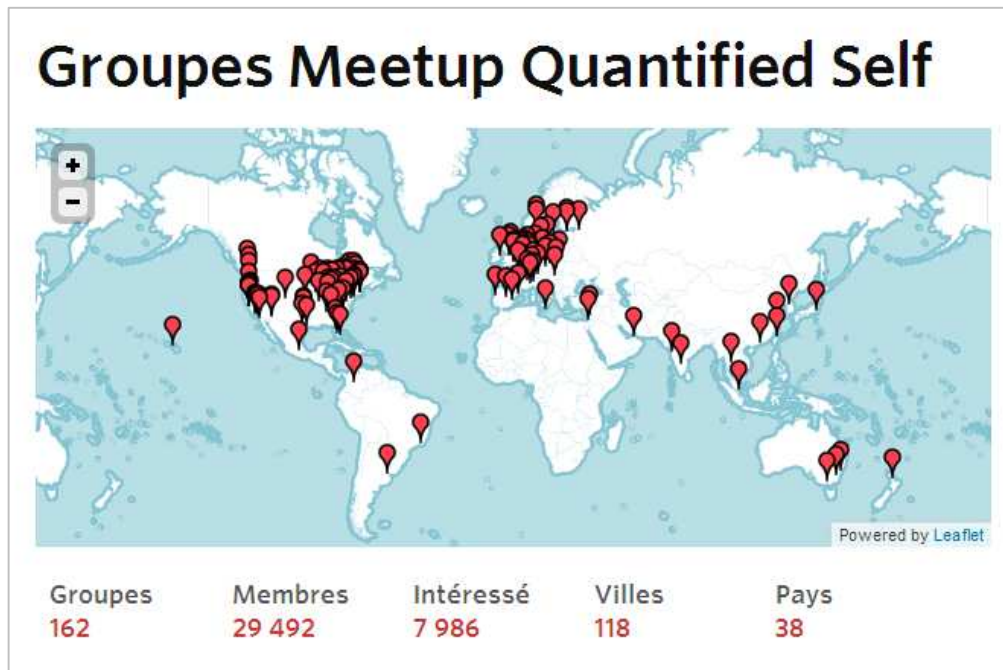 Groupes Meetup Quantified Self
+
−
Powered by Leaflet
Groupes Membres Intéressé Villes Pays
162 29 492 7 986 118 38